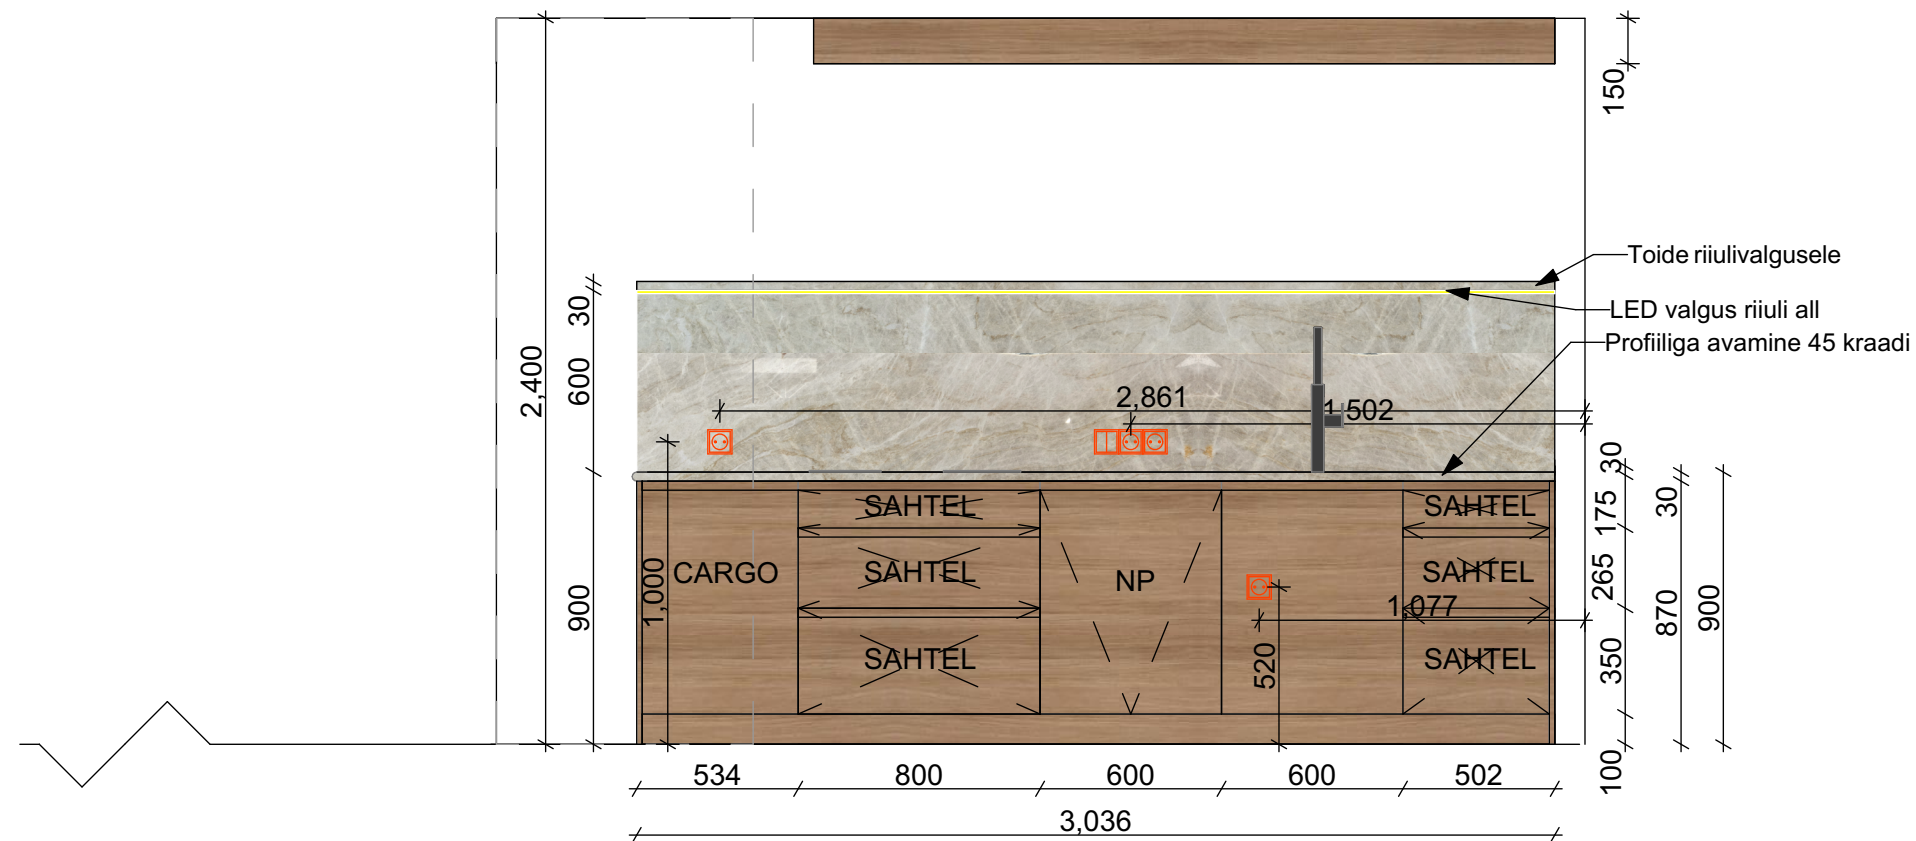 150
Toide riiulivalgusele
LED valgus riiuli all
Profiiliga avamine 45 kraadi
30
2,400
600
2,861
1,502
30
SAHTEL
SAHTEL
175
30
CARGO
SAHTEL
NP
SAHTEL
265
1,000
900
1,077
870
900
SAHTEL
520
SAHTEL
350
100
534
800
600
600
502
3,036